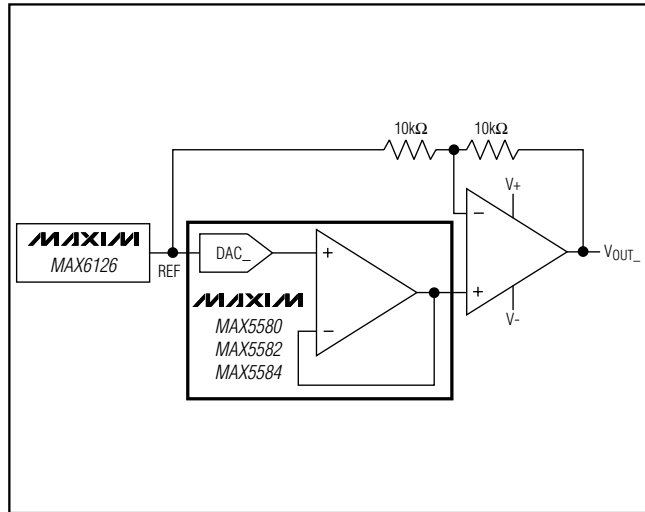 10kΩ 10kΩ
V+
−
MAXIM
MAX6126
REF
DAC_
+
−
MAXIM
MAX5580
MAX5582
MAX5584
+
V-
VOUT_